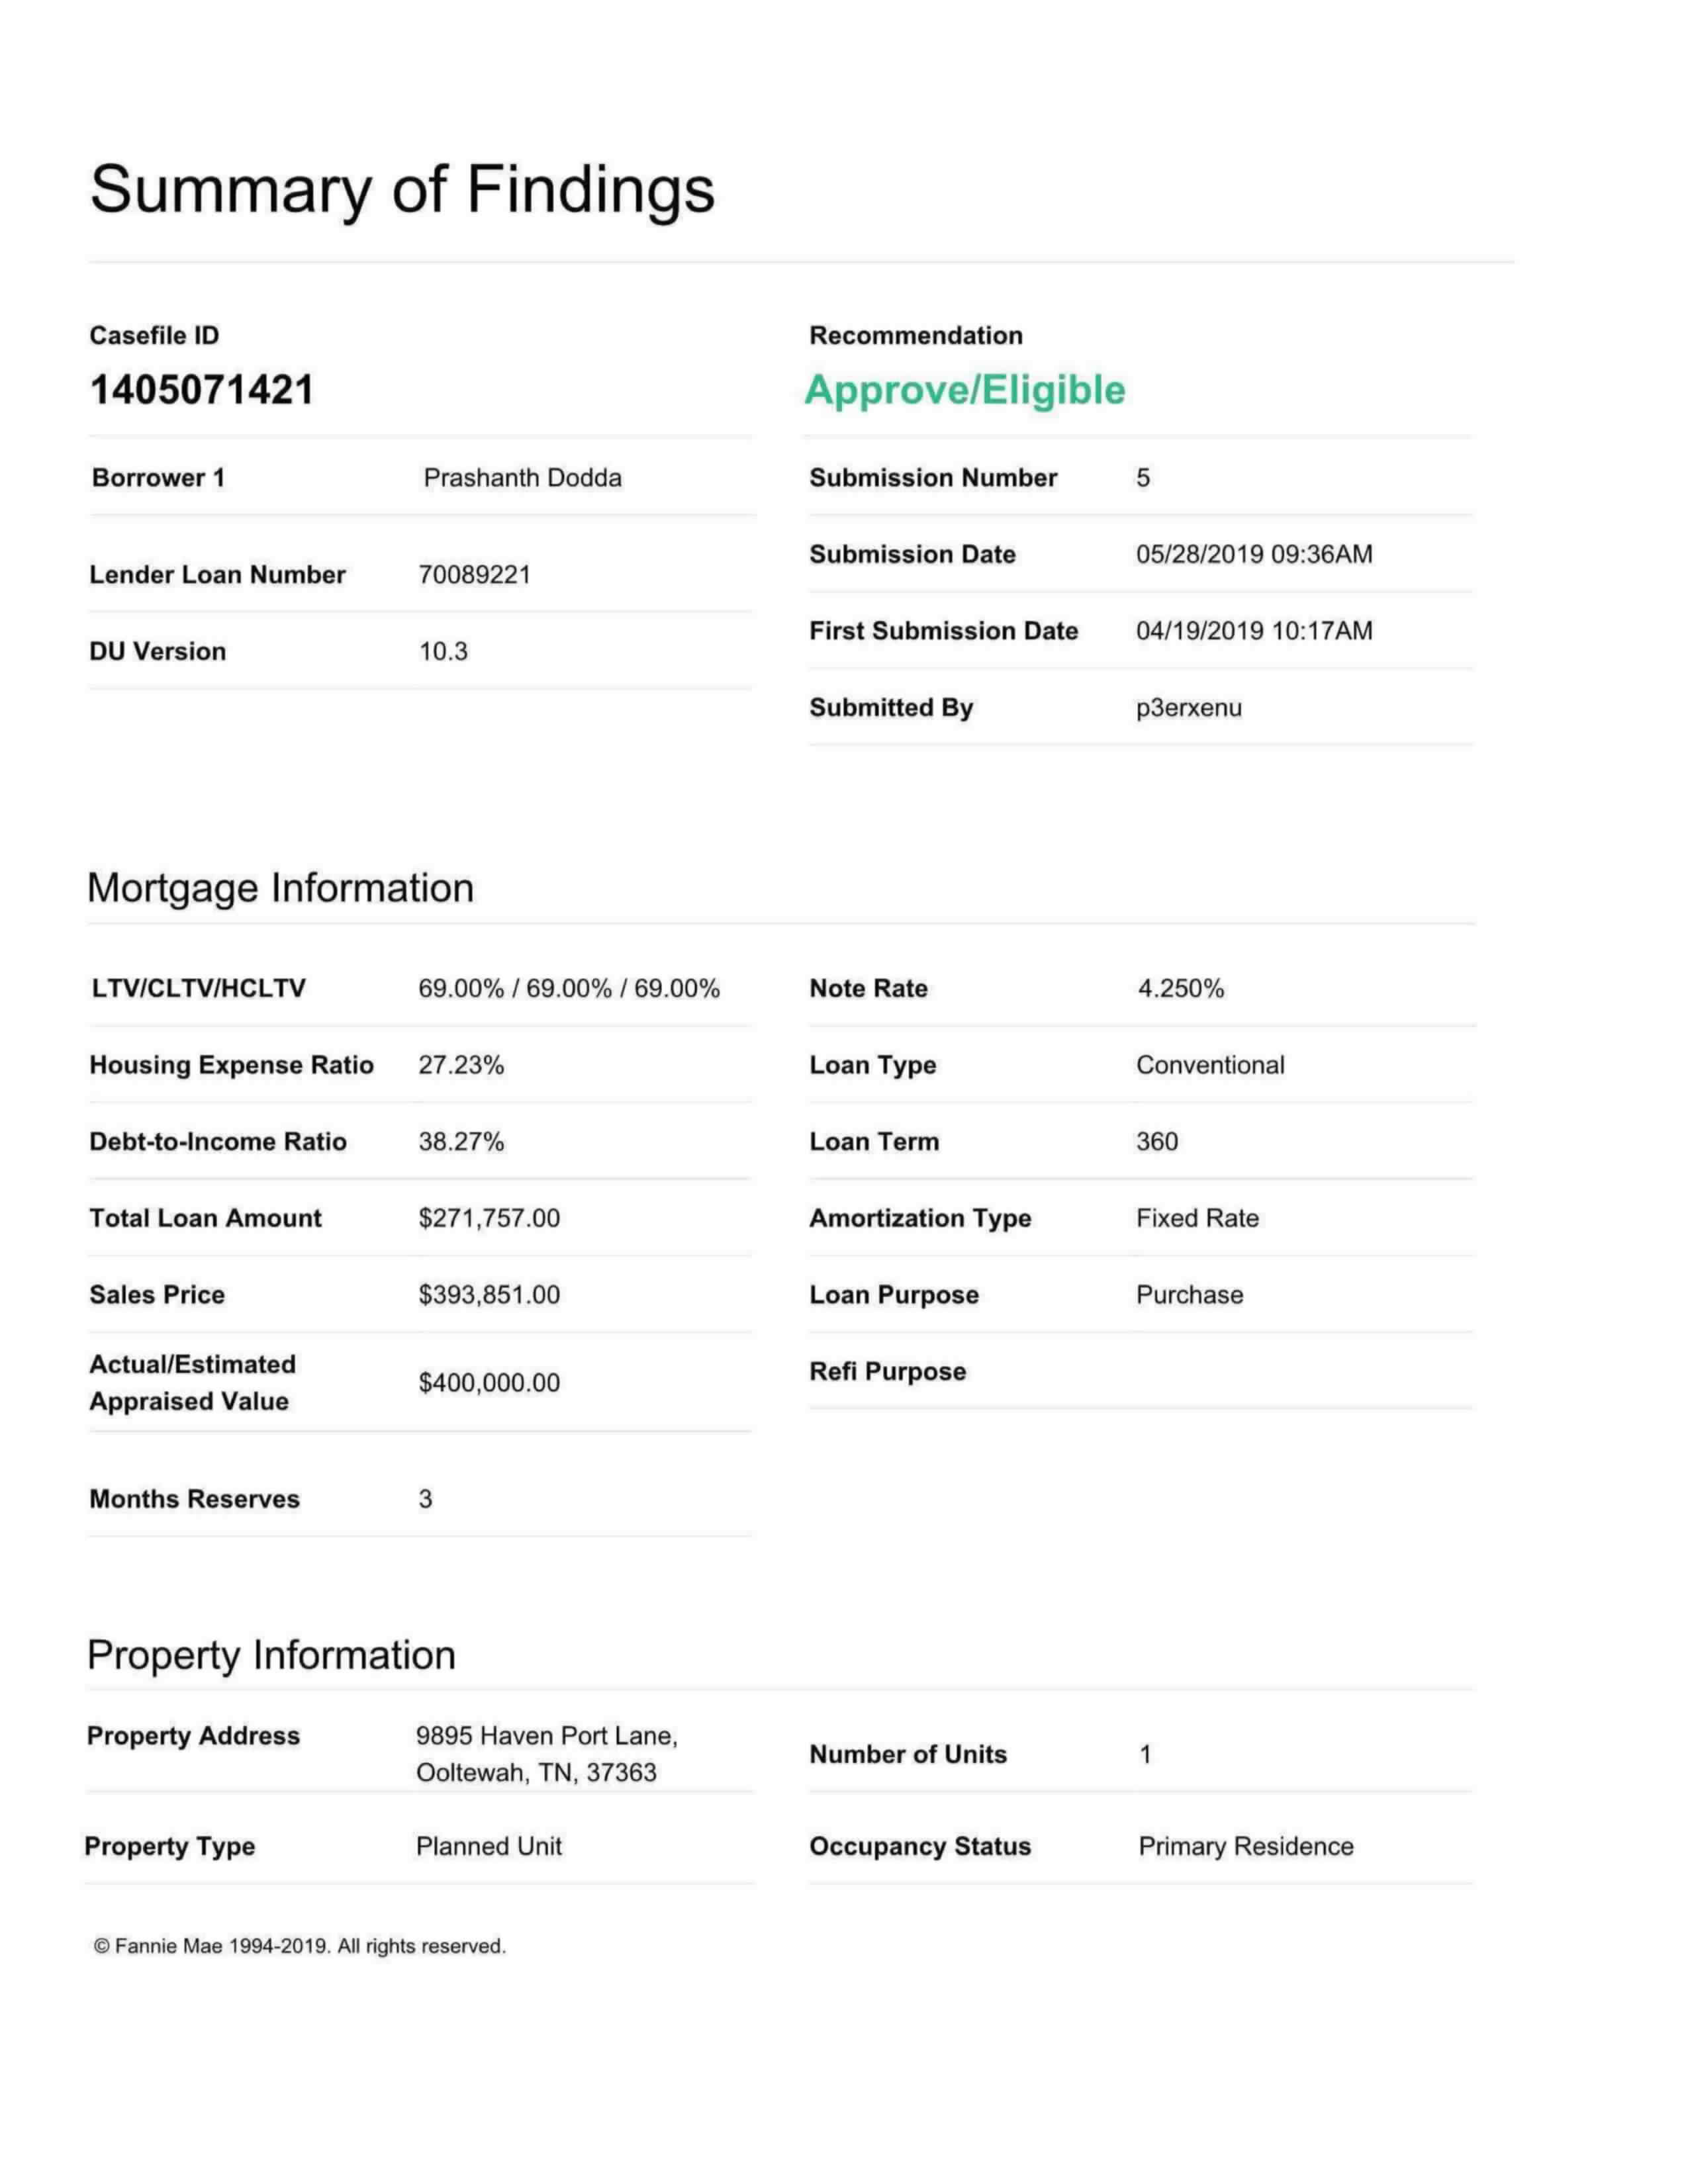 Summary of Findings
Casefile ID
1405071421
Recommendation
Approve/Eligible
Borrower 1 Prashanth Dodda
Lender Loan Number 70089221
DU Version 10.3
Submission Number 5
Submission Date 05/28/2019 09:36AM
First Submission Date 04/19/2019 10:17AM
Submitted By p3erxenu
Mortgage Information
LTV/CLTV/HCLTV 69.00% / 69.00% / 69.00%
Housing Expense Ratio 27.23%
Debt-to-Income Ratio 38.27%
Total Loan Amount $271,757.00
Sales Price $393,851.00
Actual/Estimated
Appraised Value $400,000.00
Months Reserves 3
Note Rate 4.250%
Loan Type Conventional
Loan Term 360
Amortization Type Fixed Rate
Loan Purpose Purchase
Refi Purpose
Property Information
Property Address 9895 Haven Port Lane,
Ooltewah, TN, 37363
Property Type Planned Unit
Number of Units 1
Occupancy Status Primary Residence
© Fannie Mae 1994-2019. All rights reserved.